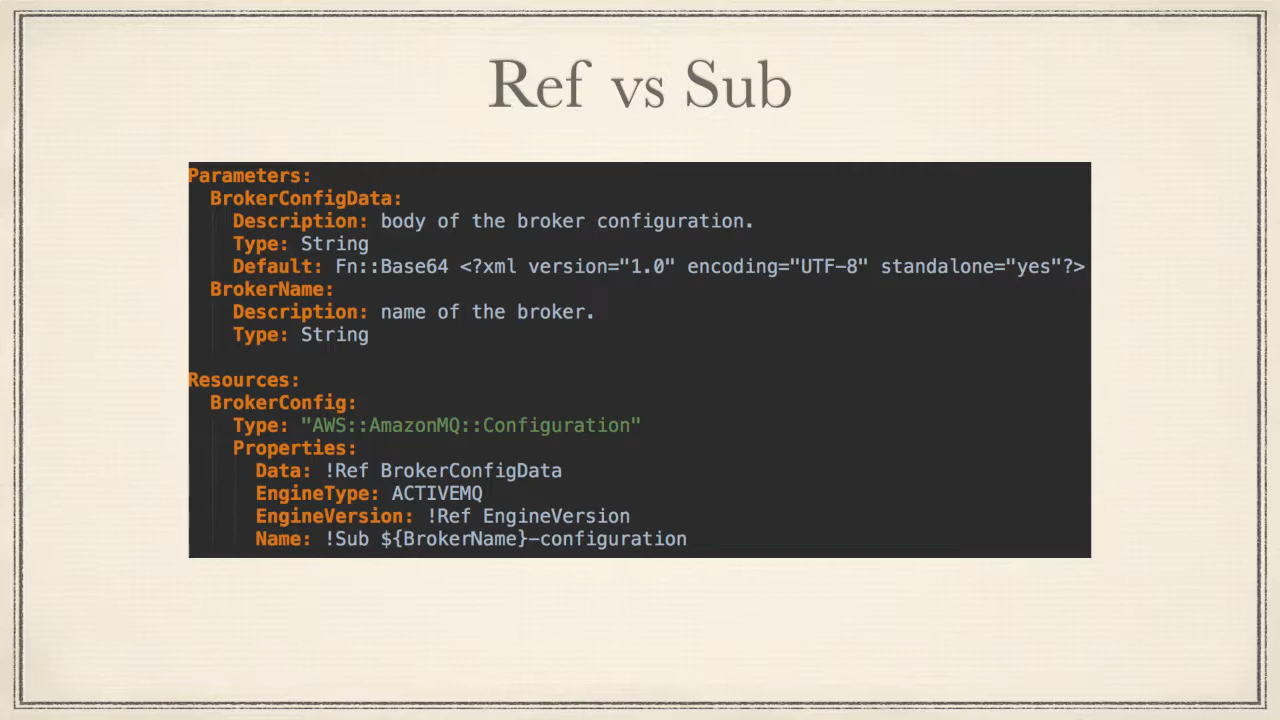 Ref vs Sub
Parameters:
BrokerConfigData:
Description: body of the broker configuration.
Type: String
Default: Fn::Base64 <?xml version="1.0" encoding="UTF-8" standalone="yes"?>
BrokerName:
Description: name of the broker.
Type: String
Resources:
BrokerConfig:
Type: "AWS::AmazonMQ::Configuration"
Properties:
Data: !Ref BrokerConfigData
EngineType: ACTIVEMQ
EngineVersion: !Ref EngineVersion
Name: !Sub ${BrokerName}-configuration